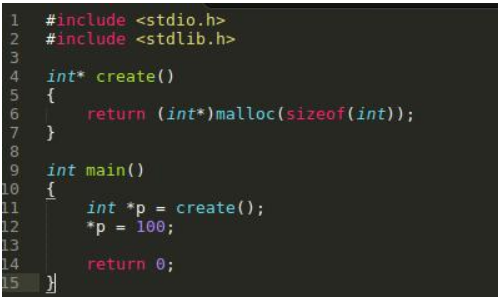 1 #include <stdio.h>
2 #include <stdlib.h>
3
4 int* create()
5 {
6 return (int*)malloc(sizeof(int));
7 }
8
9 int main()
10 {
11 int *p = create();
12 *p = 100;
13
14 return 0;
15 }